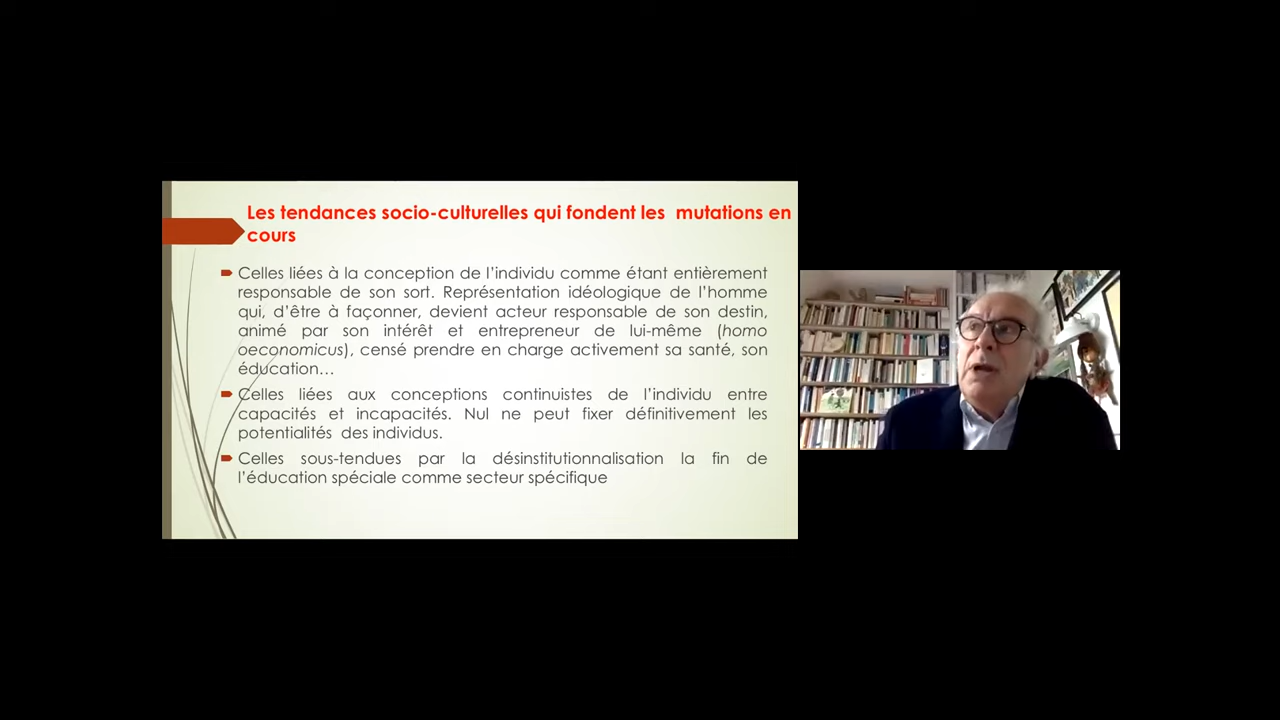 Les tendances socio-culturelles qui fondent les  mutations en
cours
Celles liées à la conception de l’individu comme étant entièrement
responsable de son sort. Représentation idéologique de l’homme
qui, d’être à façonner, devient acteur responsable de son destin,
animé par son intérêt et entrepreneur de lui-même (homo
oeconomicus), censé prendre en charge activement sa santé, son
éducation…
Celles liées aux conceptions continuistes de l’individu entre
capacités et incapacités. Nul ne peut fixer définitivement les
potentialités  des individus.
Celles sous-tendues par la désinstitutionnalisation la fin de
l’éducation spéciale comme secteur spécifique